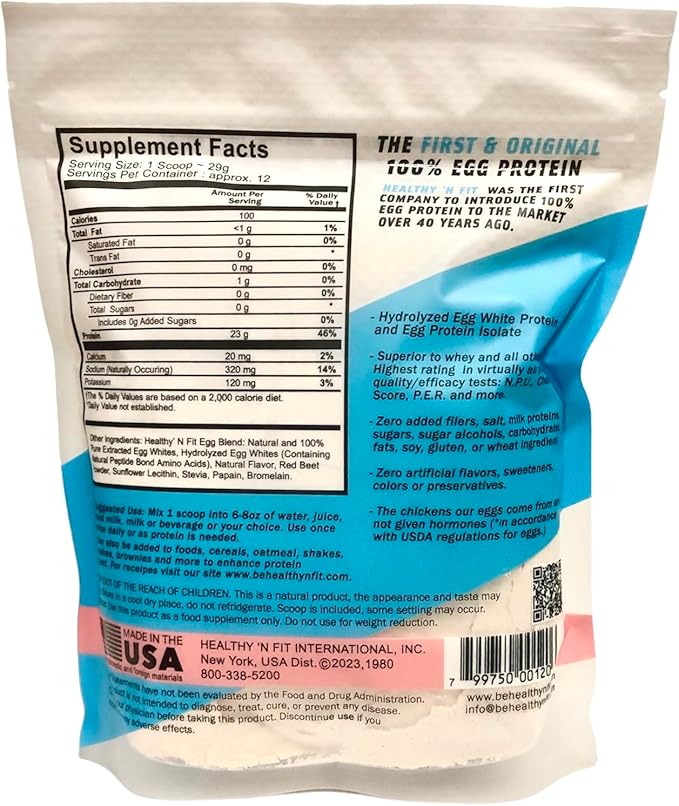 Supplement Facts
Serving Size: 1 Scoop ~ 29g
Servings Per Container : approx. 12
Amount Per Serving
% Daily Value †
Calories 100
Total Fat <1 g 1%
Saturated Fat 0 g 0%
Trans Fat 0 g *
Cholesterol 0 mg 0%
Total Carbohydrate 1 g 0%
Dietary Fiber 0 g 0%
Total Sugars 0 g *
Includes 0g Added Sugars 0%
Protein 23 g 46%
Calcium 20 mg 2%
Sodium (Naturally Occuring) 320 mg 14%
Potassium 120 mg 3%
†The % Daily Values are based on a 2,000 calorie diet.
*Daily Value not established.
Other Ingredients: Healthy' N Fit Egg Blend: Natural and 100%
Pure Extracted Egg Whites, Hydrolyzed Egg Whites (Containing
Natural Peptide Bond Amino Acids), Natural Flavor, Red Beet
Powder, Sunflower Lecithin, Stevia, Papain, Bromelain.
THE FIRST & ORIGINAL
100% EGG PROTEIN
HEALTHY 'N FIT WAS THE FIRST
COMPANY TO INTRODUCE 100%
EGG PROTEIN TO THE MARKET
OVER 40 YEARS AGO.
- Hydrolyzed Egg White Protein
and Egg Protein Isolate
- Superior to whey and all
Highest rating in virtually
quality/efficacy tests: N.P.U,
Score, P.E.R. and more.
- Zero added filers, salt, milk proteins
sugars, sugar alcohols, carbohydrates
fats, soy, gluten, or wheat ingredients
- Zero artificial flavors, sweeteners,
colors or preservatives.
- The chickens our eggs come from
not given hormones (*in accordance
with USDA regulations for eggs.)
Suggested Use: Mix 1 scoop into 6-8oz of water, juice,
milk, milk or beverage or your choice. Use once
daily or as protein is needed.
also be added to foods, cereals, oatmeal, shakes,
brownies and more to enhance protein
For receipes visit our site www.behealthynfit.com.
OUT OF THE REACH OF CHILDREN. This is a natural product, the appearance and taste may
in a cool dry place, do not refridgerate. Scoop is included, some settling may occur.
this product as a food supplement only. Do not use for weight reduction.
MADE IN THE
USA
and foreign materials
HEALTHY 'N FIT INTERNATIONAL, INC.
New York, USA Dist.©2023,1980
800-338-5200
7 99750 00120
www.behealthyn
info@behealthyn
statements have not been evaluated by the Food and Drug Administration.
product is not intended to diagnose, treat, cure, or prevent any disease.
physician before taking this product. Discontinue use if you
any adverse effects.